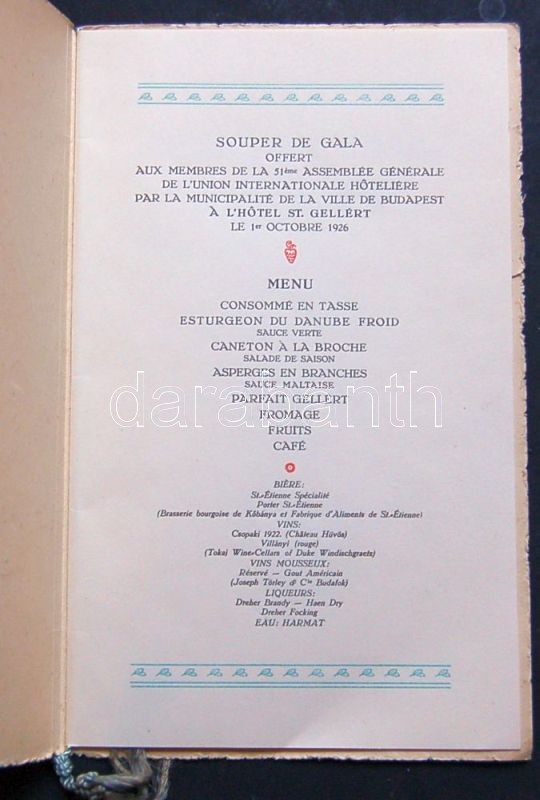 SOUPER DE GALA
OFFERT
AUX MEMBRES DE LA 51ème ASSEMBLÉE GÉNÉRALE
DE L'UNION INTERNATIONALE HÔTELIÈRE
PAR LA MUNICIPALITÉ DE LA VILLE DE BUDAPEST
À L'HÔTEL ST. GELLÉRT
LE 1er OCTOBRE 1926
MENU
CONSOMMÉ EN TASSE
ESTURGEON DU DANUBE FROID
SAUCE VERTE
CANETON À LA BROCHE
SALADE DE SAISON
ASPERGES EN BRANCHES
SAUCE MALTAISE
PARFAIT GELLÉRT
darabanth
FROMAGE
FRUITS
CAFÉ
BIÈRE:
St.-Étienne Spécialité
Porter St.-Étienne
(Brasserie bourgoise de Kőbánya et Fabrique d'Aliments de St.-Étienne)
VINS:
Csopaki 1922. (Château Hüvös)
Villányi (rouge)
(Tokaj Wine-Cellars of Duke Windischgraetz)
VINS MOUSSEUX:
Réservé — Gout Américain
(Joseph Törley & Cie Budafok)
LIQUEURS:
Dreher Brandy — Haen Dry
Dreher Focking
EAU: HARMAT